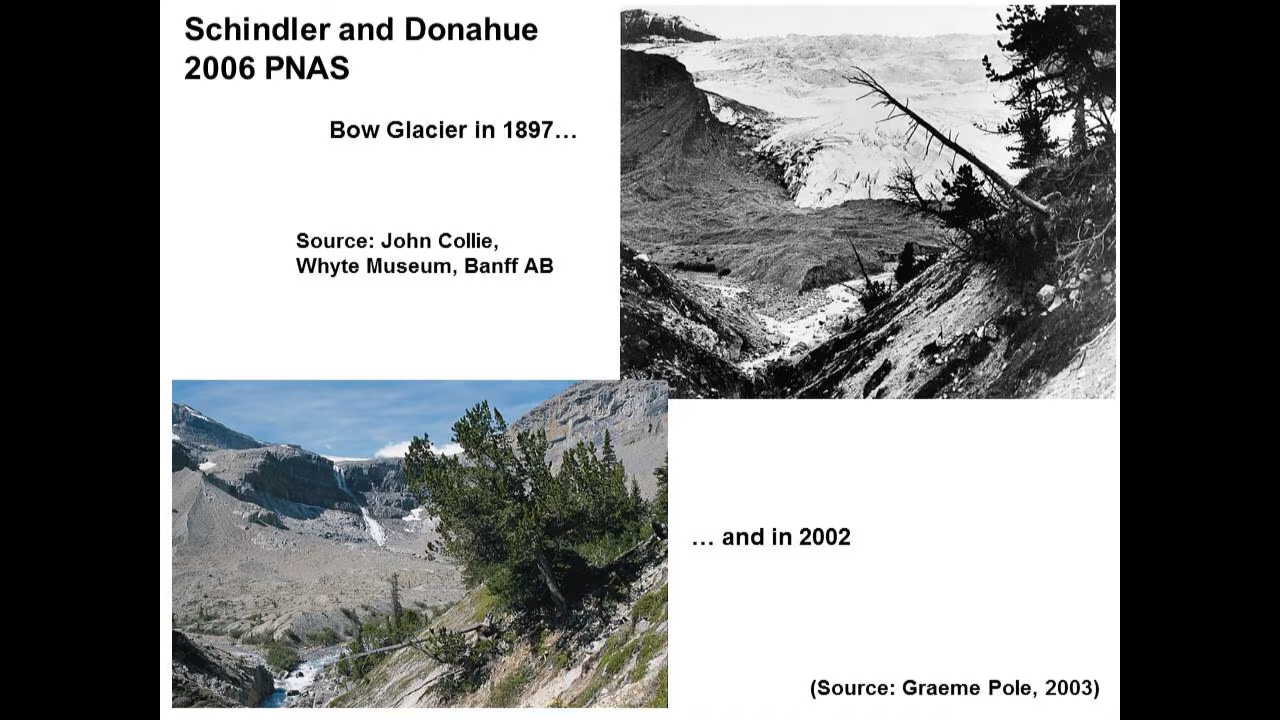 Schindler and Donahue
2006 PNAS
Bow Glacier in 1897…
Source: John Collie,
Whyte Museum, Banff AB
… and in 2002
(Source: Graeme Pole, 2003)